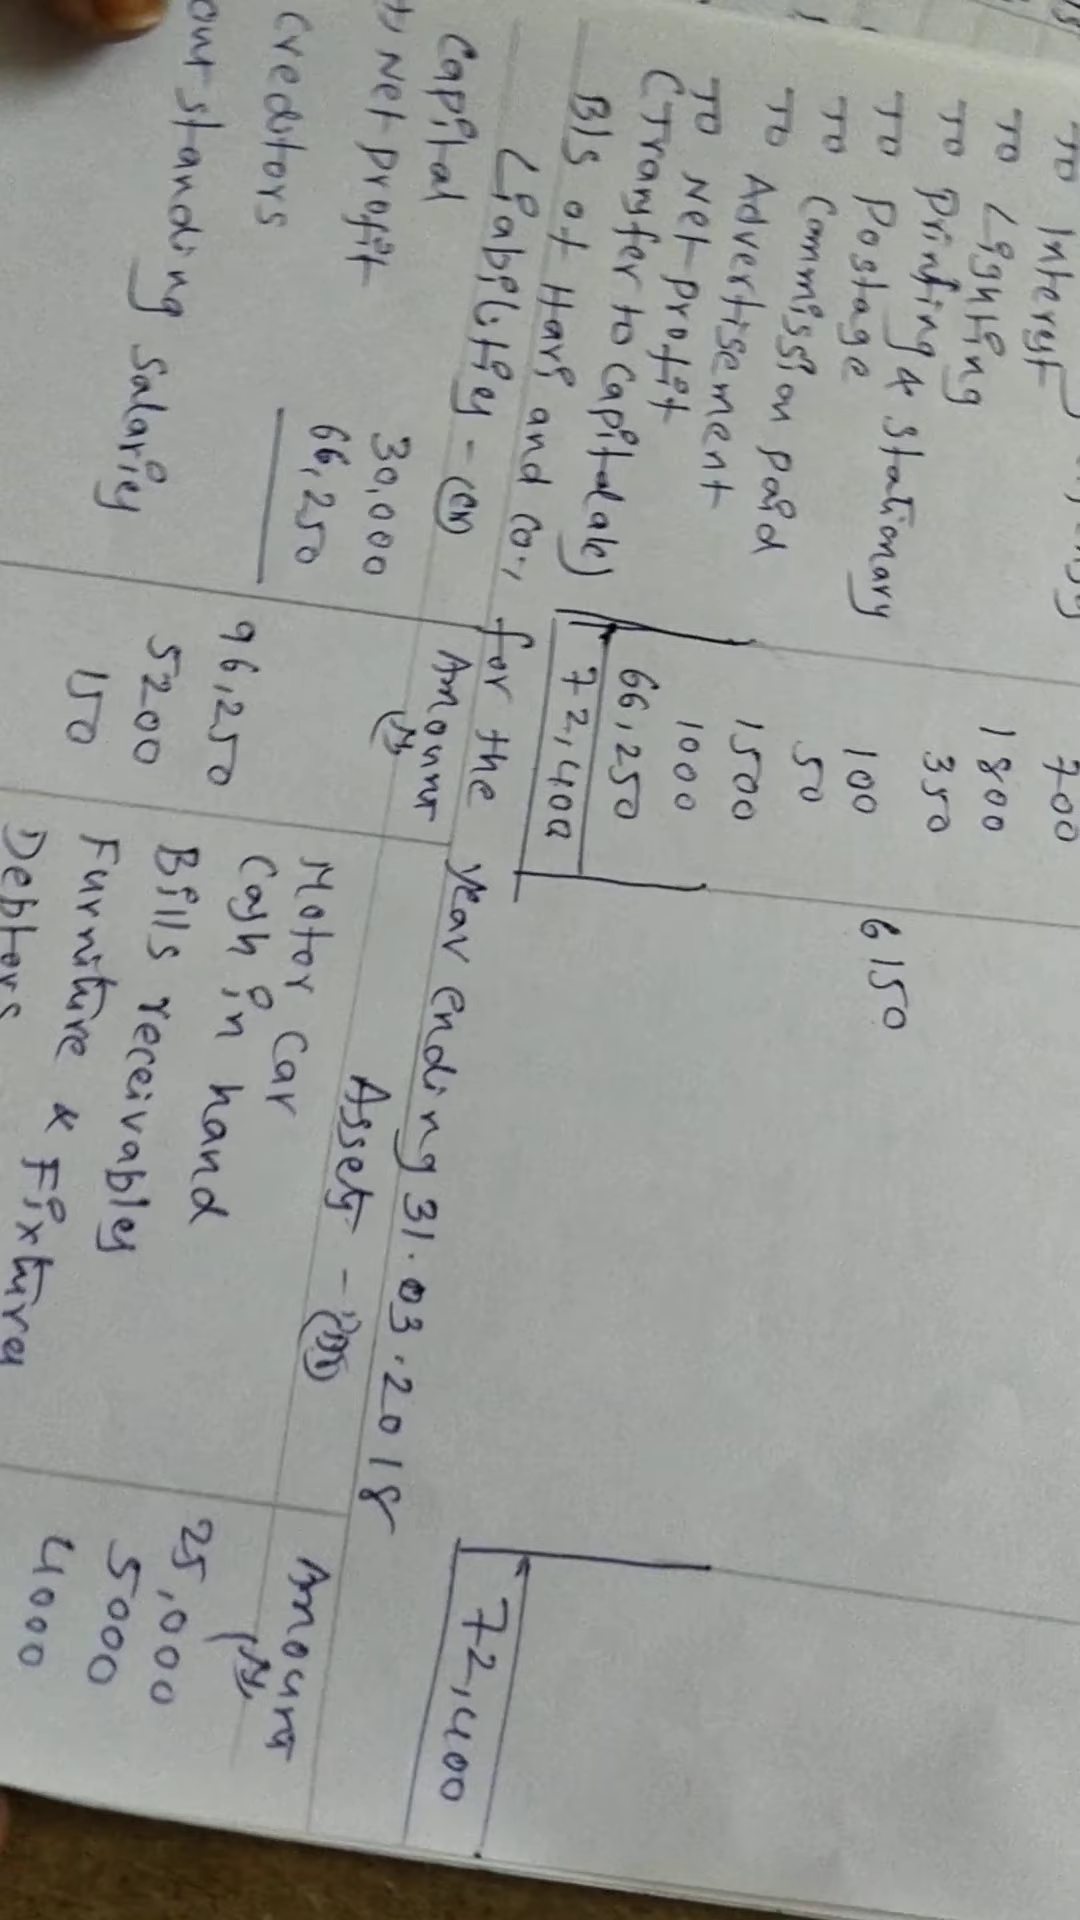 TO Interest 700
TO Lighting 1800
TO Printing & Stationary 350
TO Postage 100
TO Commission paid 50
TO Advertisement 1500
1000
TO Net Profit 66,250
(Transfer to Capital a/c) 72,400
6150
72,400
B/s of Hari and Co., for the year ending 31.03.2018
Liabilities - (Cr) Amount Assets - (Dr) Amount
Capital 30,000 Motor Car 25,000
Net Profit 66,250 96,250 Cash in hand 5000
Creditors 5200 Bills receivables 4000
outstanding salaries 150 Furniture & Fixtures
Debtors